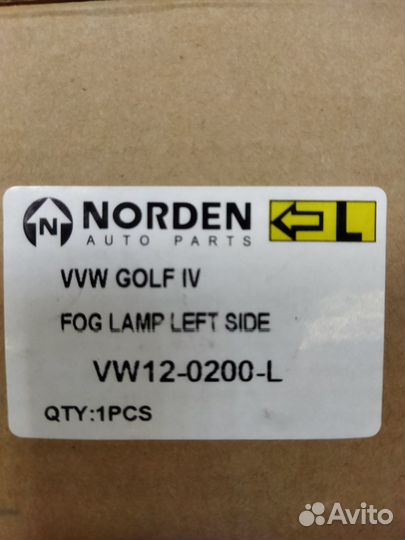 N NORDEN
AUTO PARTS
L
VVW GOLF IV
FOG LAMP LEFT SIDE
VW12-0200-L
QTY:1PCS
Avito